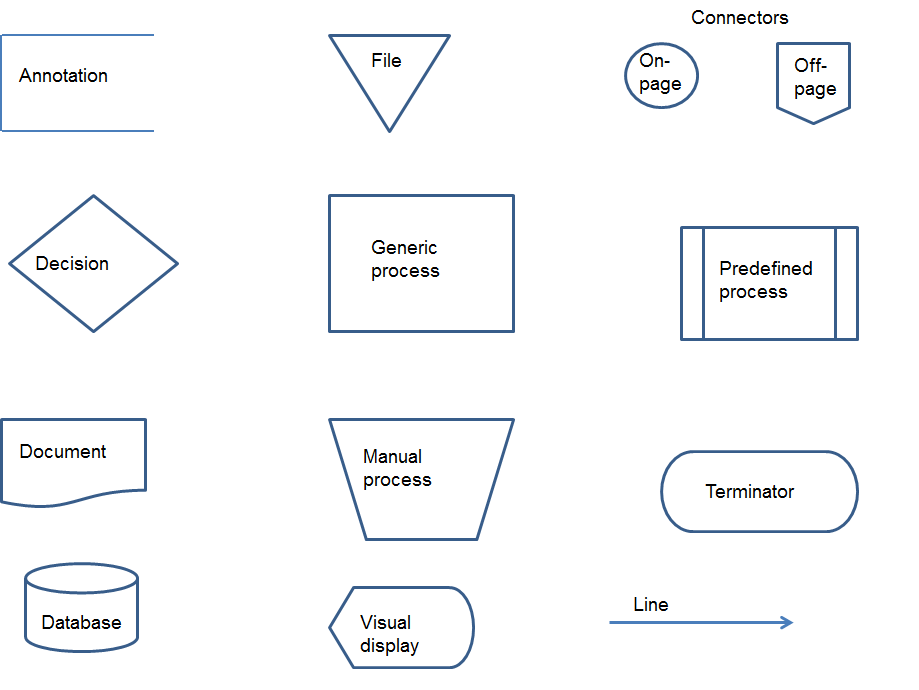 Connectors
Annotation
File
On-
page
Off-
page
Decision
Generic
process
Predefined
process
Document
Manual
process
Terminator
Database
Visual
display
Line